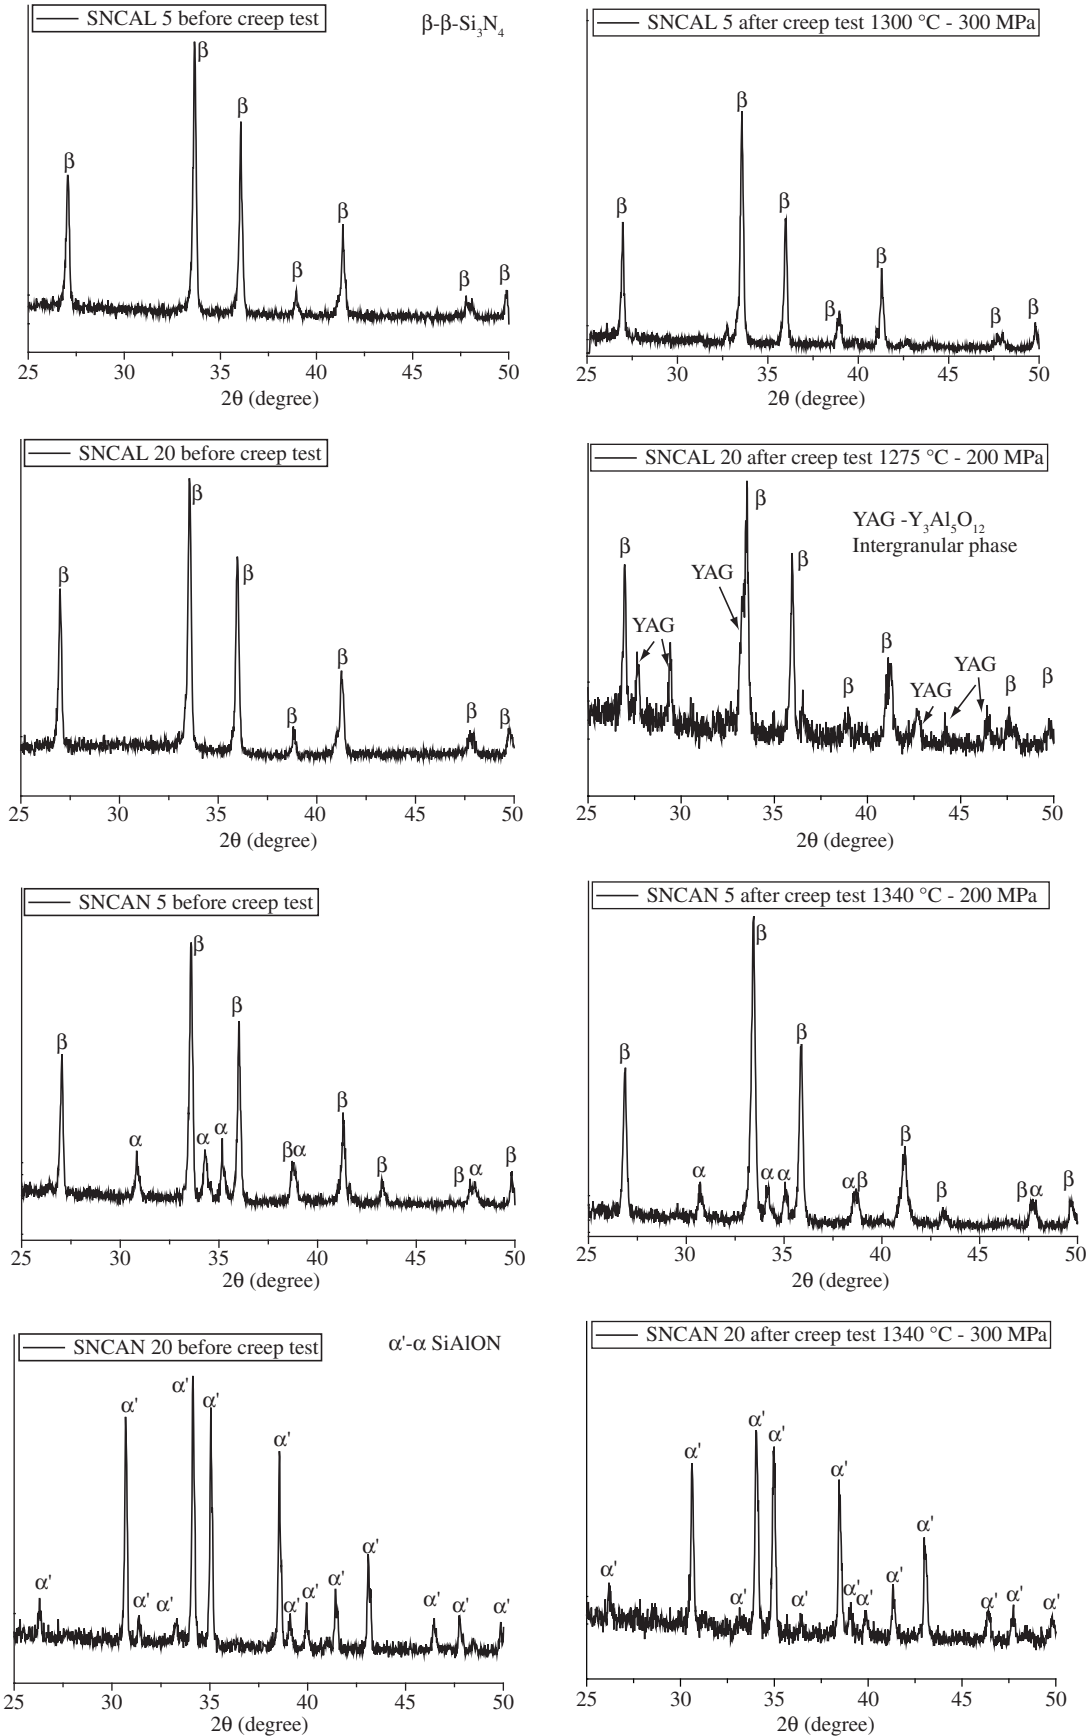 SNCAL 5 before creep test
β-β-Si₃N₄
β
β
β
β
β
β
β
25 30 35 40 45 50
2θ (degree)
SNCAL 5 after creep test 1300 °C - 300 MPa
β
β
β
β
β
β
β
25 30 35 40 45 50
2θ (degree)
SNCAL 20 before creep test
β
β
β
β
β
β
β
25 30 35 40 45 50
2θ (degree)
SNCAL 20 after creep test 1275 °C - 200 MPa
YAG -Y₃Al₅O₁₂
Intergranular phase
β
YAG
YAG
β
β
β
β
YAG
YAG
β
β
25 30 35 40 45 50
2θ (degree)
SNCAN 5 before creep test
β
α
β
α
α
β
βα
β
β
β α
β
25 30 35 40 45 50
2θ (degree)
SNCAN 5 after creep test 1340 °C - 200 MPa
β
α
β
α
α
β
αβ
β
β
βα
β
25 30 35 40 45 50
2θ (degree)
SNCAN 20 before creep test
α'-α SiAlON
α'
α'
α'
α'
α'
α'
α'
α'
α'
α'
α'
α'
α'
α'
25 30 35 40 45 50
2θ (degree)
SNCAN 20 after creep test 1340 °C - 300 MPa
α'
α'
α'
α'
α'
α'
α'
α'
α'
α'
α'
α'
α'
α'
25 30 35 40 45 50
2θ (degree)